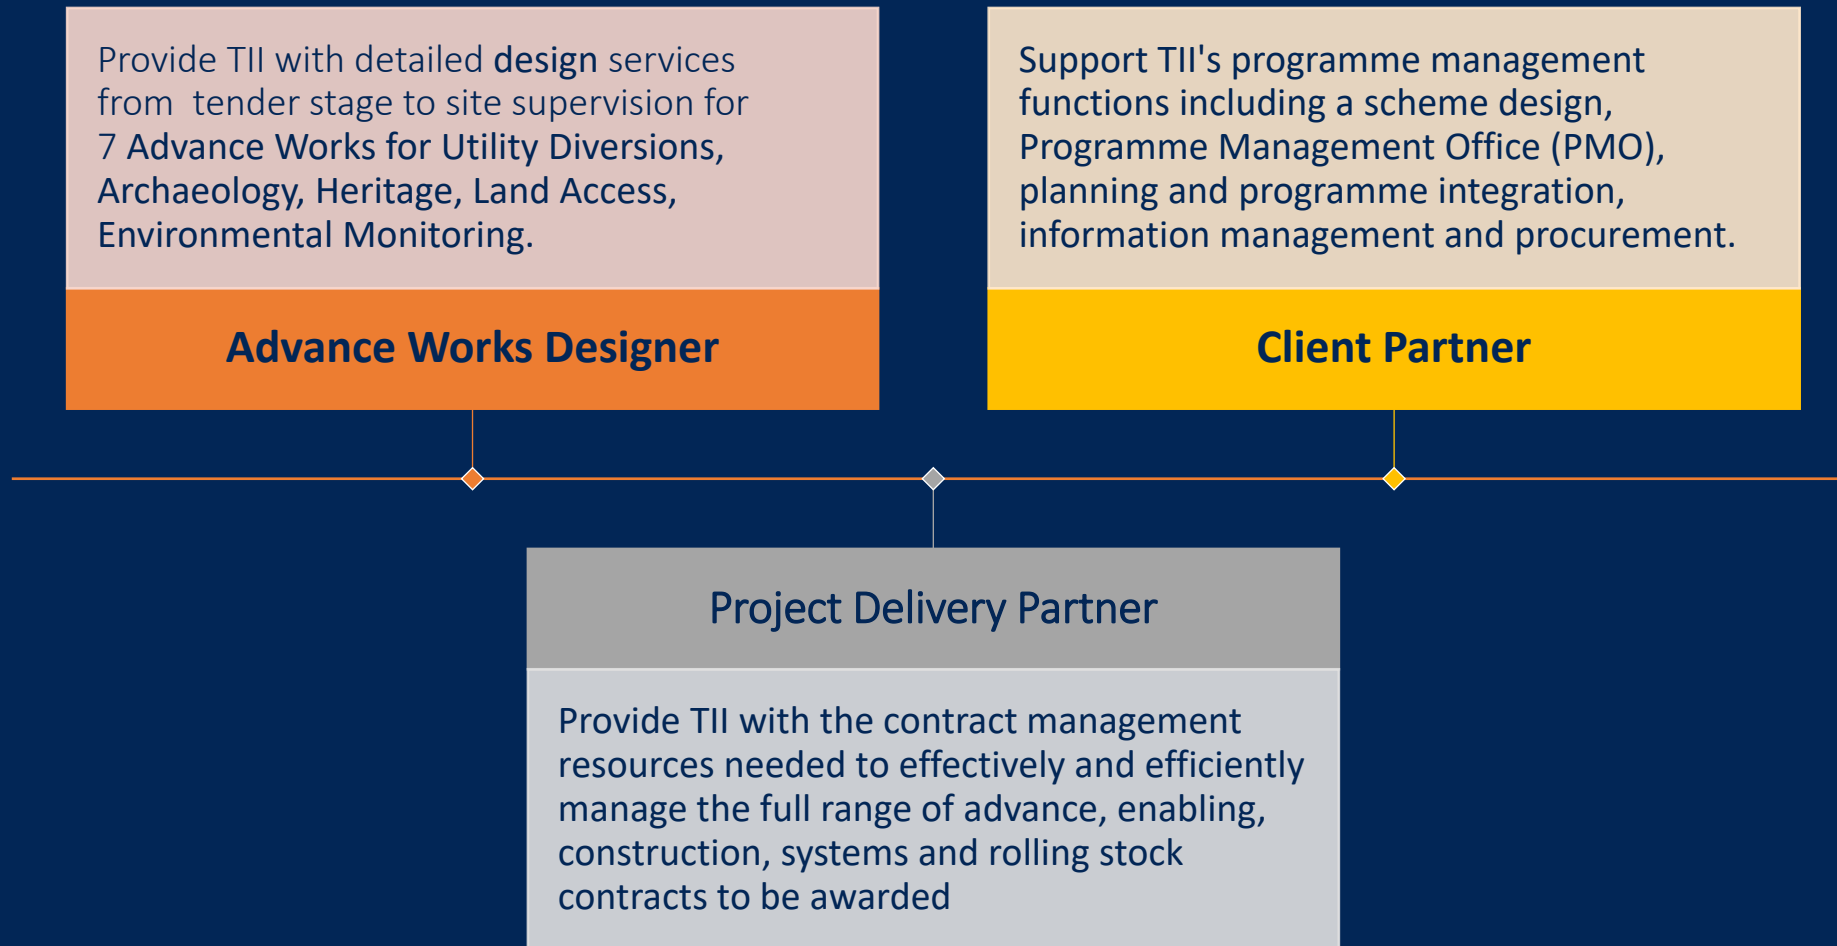 Provide TII with detailed design services
from  tender stage to site supervision for
7 Advance Works for Utility Diversions,
Archaeology, Heritage, Land Access,
Environmental Monitoring.
Advance Works Designer
Support TII's programme management
functions including a scheme design,
Programme Management Office (PMO),
planning and programme integration,
information management and procurement.
Client Partner
Project Delivery Partner
Provide TII with the contract management
resources needed to effectively and efficiently
manage the full range of advance, enabling,
construction, systems and rolling stock
contracts to be awarded